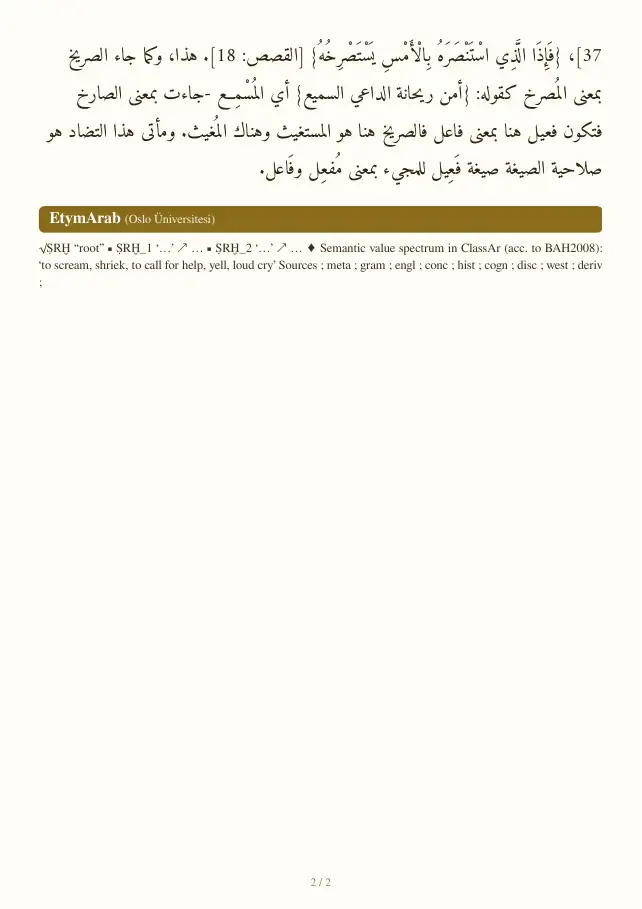 37]، {فَإِذَا الَّذِي اسْتَنْصَرَهُ بِالْأَمْسِ يَسْتَصْرِخُهُ} [القصص: 18]. هذا، وكما جاء الصريخ
بمعنى المُصرخ كقوله: {أمن ريحانة الداعي السميع} أي المُسْمِـع -جاءت بمعنى الصارخ
فتكون فعيل هنا بمعنى فاعل فالصريخ هنا هو المستغيث وهناك المُغيث. ومأتى هذا التضاد هو
صلاحية الصيغة صيغة فَعِيل للمجيء بمعنى مُفعِل وفَاعل.
EtymArab (Oslo Üniversitesi)
√ṢRḪ “root” ▪ ṢRḪ_1 ‘…’ ↗ … ▪ ṢRḪ_2 ‘…’ ↗ … ♦ Semantic value spectrum in ClassAr (acc. to BAH2008):
‘to scream, shriek, to call for help, yell, loud cry’ Sources ; meta ; gram ; engl ; conc ; hist ; cogn ; disc ; west ; deriv
;
2 / 2